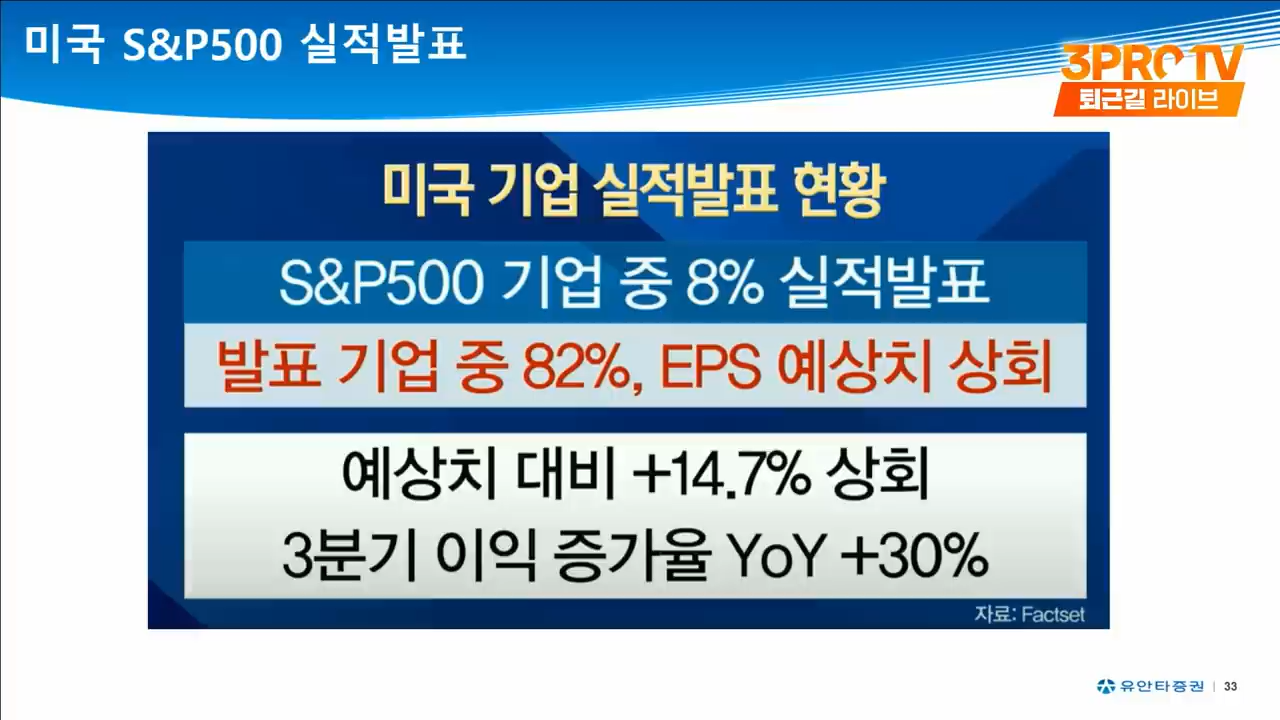 미국 S&P500 실적발표
3PROTV
퇴근길 라이브
미국 기업 실적발표 현황
S&P500 기업 중 8% 실적발표
발표 기업 중 82%, EPS 예상치 상회
예상치 대비 +14.7% 상회
3분기 이익 증가율 YoY +30%
자료: Factset
유안타증권 | 33